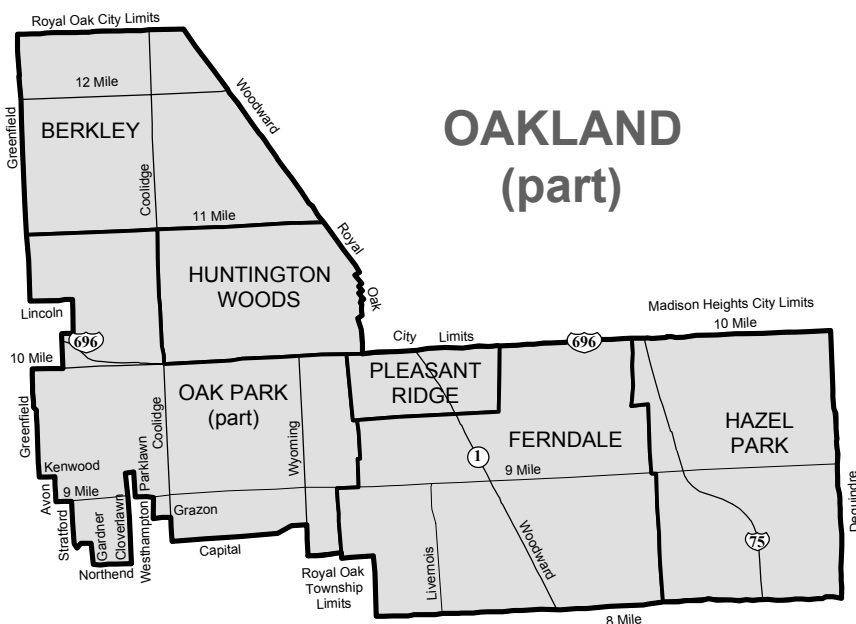 Royal Oak City Limits
12 Mile
Woodward
OAKLAND
(part)
Greenfield
BERKLEY
Coolidge
11 Mile
Royal
Oak
HUNTINGTON
WOODS
Lincoln
Madison Heights City Limits
10 Mile
City Limits
696
696
10 Mile
PLEASANT
RIDGE
OAK PARK
(part)
Coolidge
Wyoming
Greenfield
FERNDALE
HAZEL
PARK
1
9 Mile
Kenwood
Parklawn
Avon
9 Mile
Stratford
Gardner
Cloverlawn
Westhampton
Grazon
Capital
Northend
Royal Oak
Township
Limits
Livernois
Woodward
75
Dequindre
8 Mile